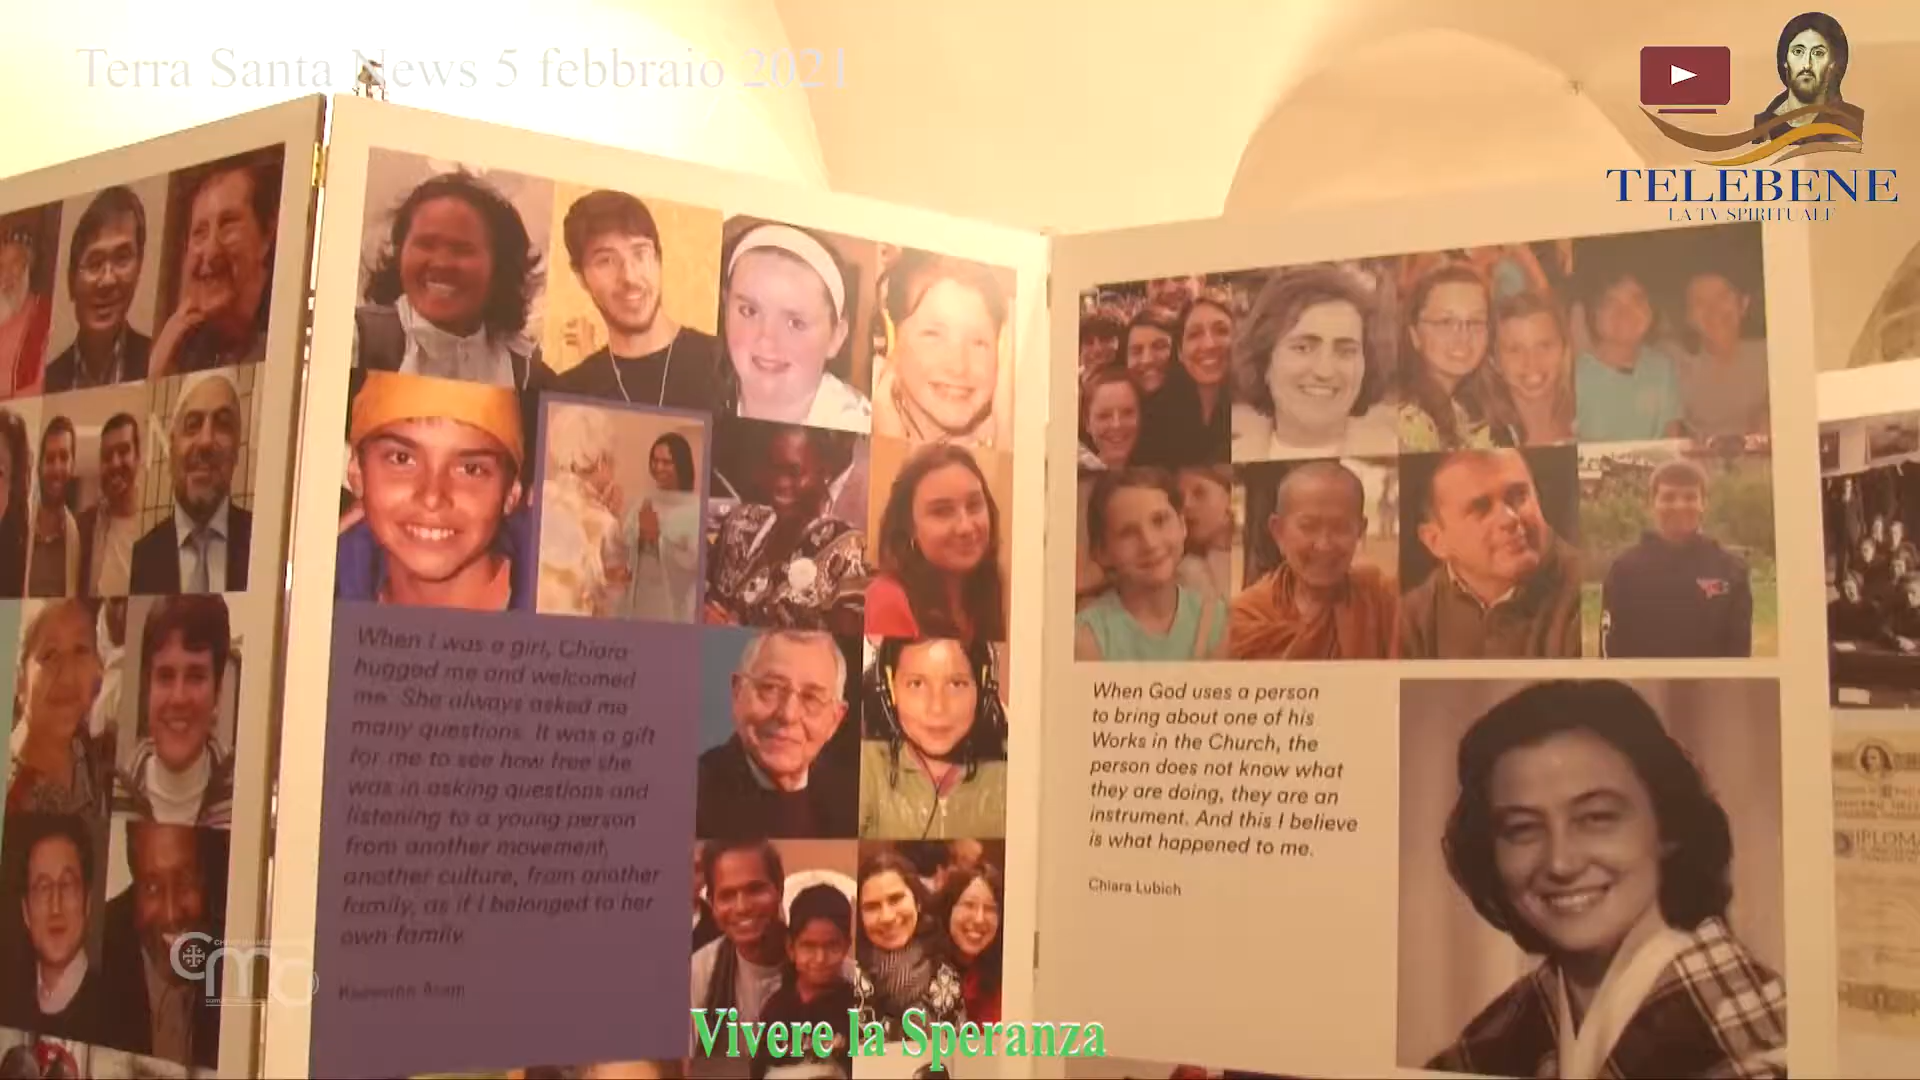 Terra Santa News 5 febbraio 2021
TELEBENE
LA TV SPIRITUALE
When I was a girl, Chiara
hugged me and welcomed
me. She always asked me
many questions. It was a gift
for me to see how free she
was in asking questions and
listening to a young person
from another movement,
another culture, from another
family, as if I belonged to her
own family.
When God uses a person
to bring about one of his
Works in the Church, the
person does not know what
they are doing, they are an
instrument. And this I believe
is what happened to me.
Chiara Lubich
Vivere la Speranza